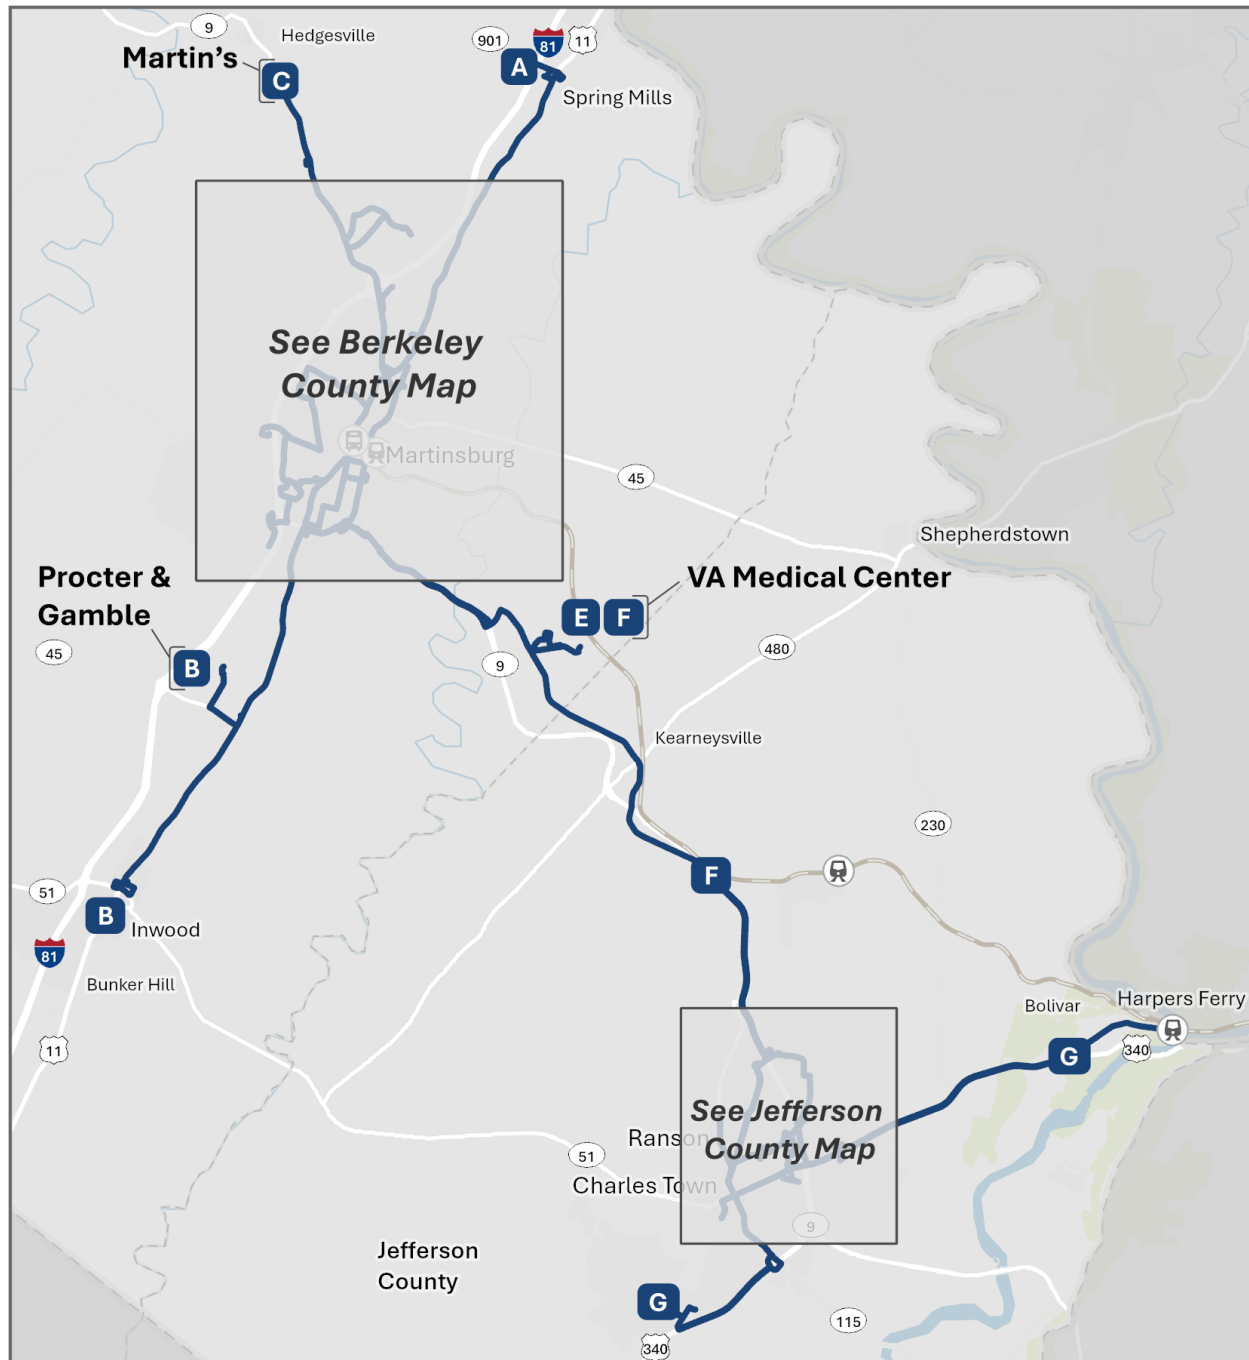 9
Hedgesville
901
81
11
Martin's
C
A
Spring Mills
See Berkeley
County Map
Martinsburg
45
Shepherdstown
Procter &
Gamble
VA Medical Center
E
F
45
B
9
480
Kearneysville
230
F
51
B
Inwood
81
Bunker Hill
11
Bolivar
Harpers Ferry
G
340
See Jefferson
County Map
Ranson
51
Charles Town
9
Jefferson
County
G
115
340